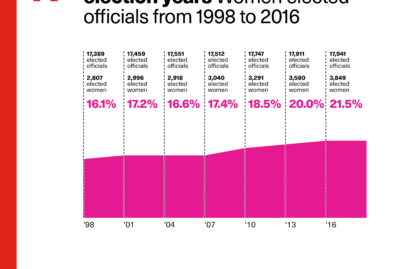 election years Women elected
officials from 1998 to 2016
17,389 17,459 17,551 17,512 17,747 17,911 17,941
elected elected elected elected elected elected elected
officials officials officials officials officials officials officials
2,807 2,996 2,918 3,040 3,291 3,580 3,849
elected elected elected elected elected elected elected
women women women women women women women
16.1% 17.2% 16.6% 17.4% 18.5% 20.0% 21.5%
'98 '01 '04 '07 '10 '13 '16